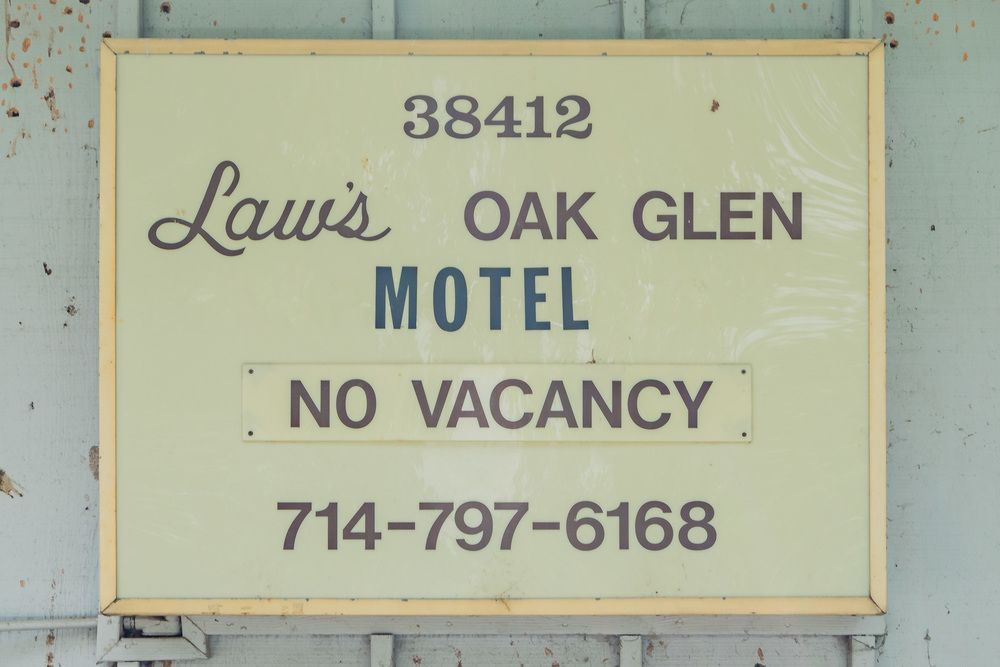 38412
Law's OAK GLEN
MOTEL
NO VACANCY
714-797-6168